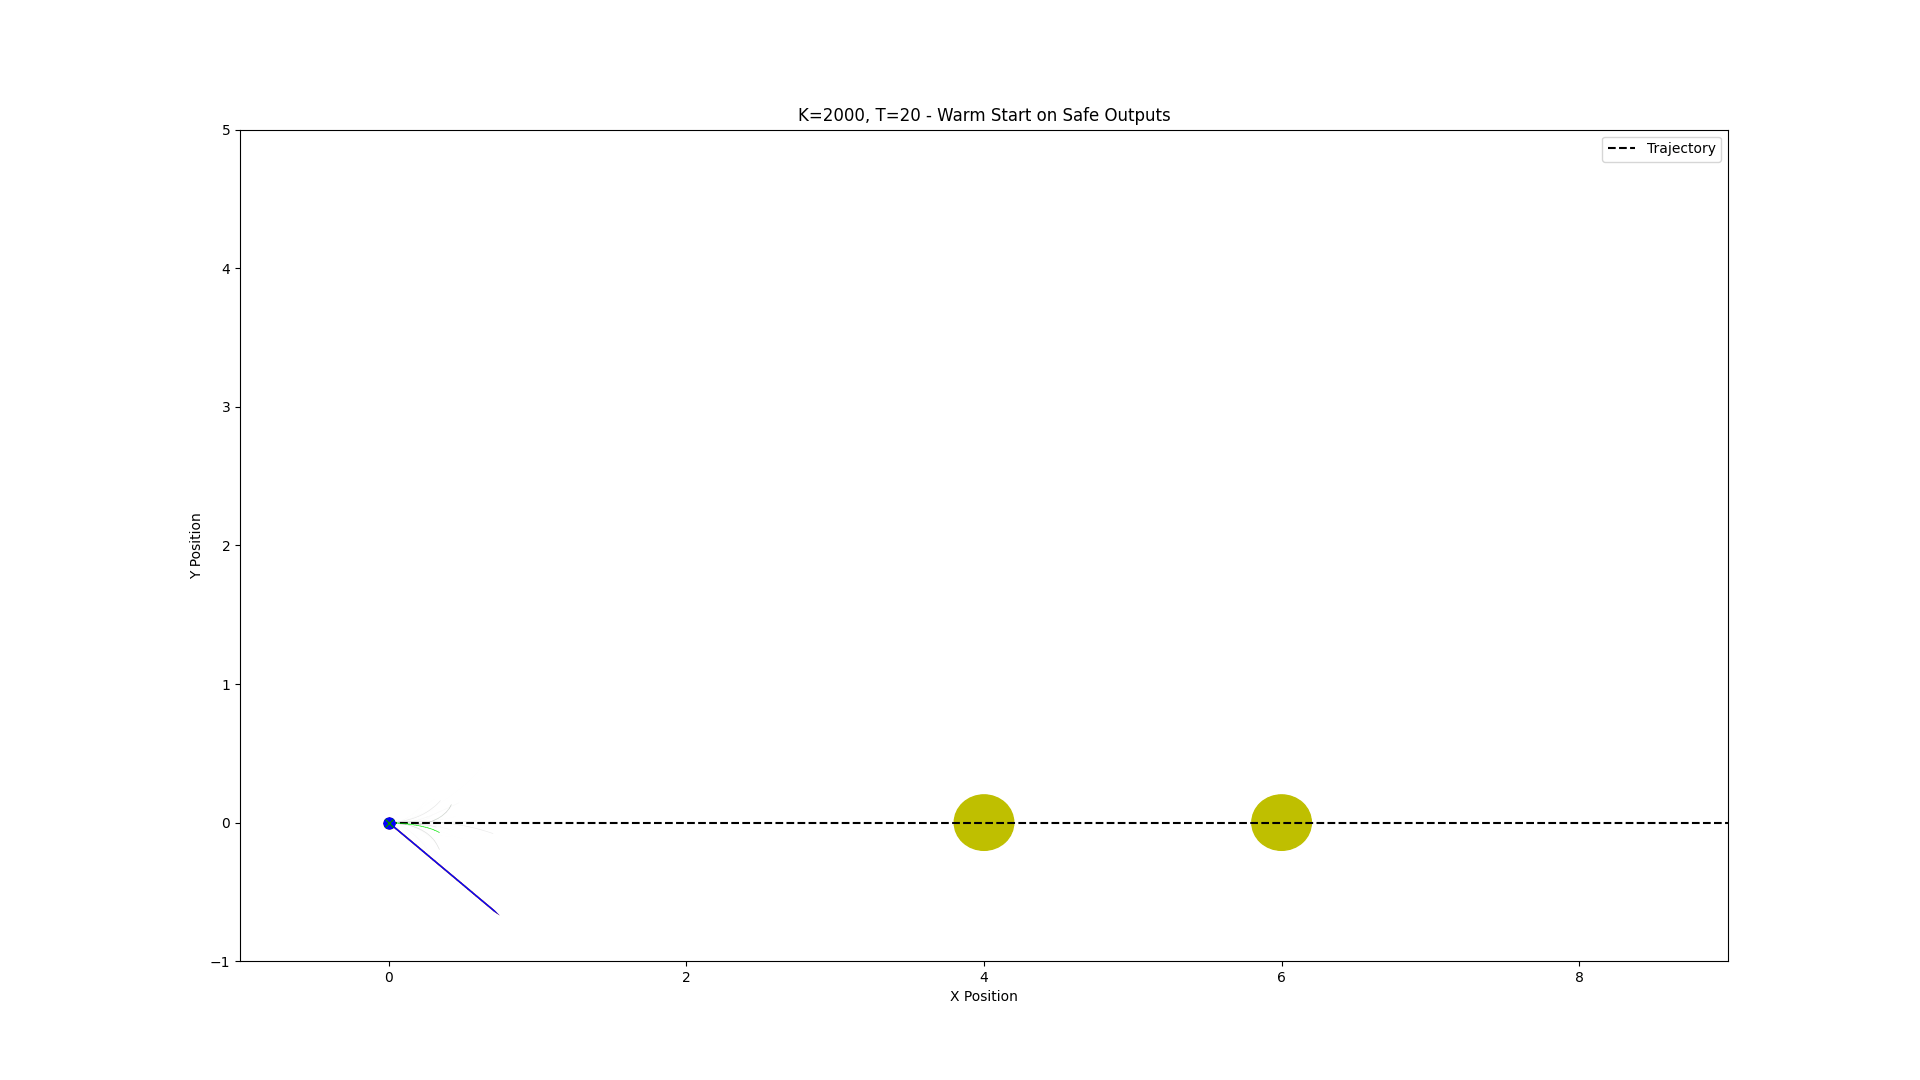 K=2000, T=20 - Warm Start on Safe Outputs
Trajectory
5
4
3
2
1
0
−1
Y Position
0 2 4 6 8
X Position